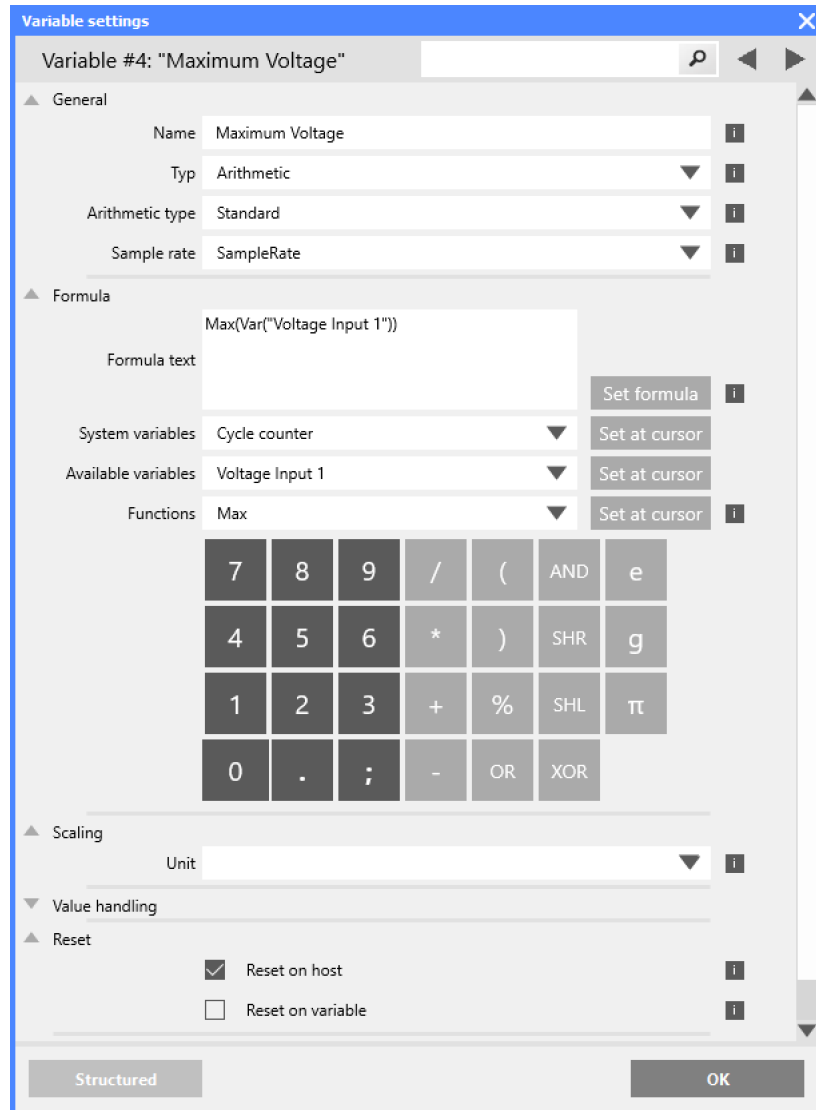 Variable settings
Variable #4: "Maximum Voltage"
General
Name Maximum Voltage i
Typ Arithmetic i
Arithmetic type Standard i
Sample rate SampleRate i
Formula
Max(Var("Voltage Input 1"))
Formula text
Set formula i
System variables Cycle counter Set at cursor
Available variables Voltage Input 1 Set at cursor
Functions Max Set at cursor i
7 8 9 / ( AND e
4 5 6 * ) SHR g
1 2 3 + % SHL π
0 . ; - OR XOR
Scaling
Unit i
Value handling
Reset
Reset on host i
Reset on variable i
Structured OK